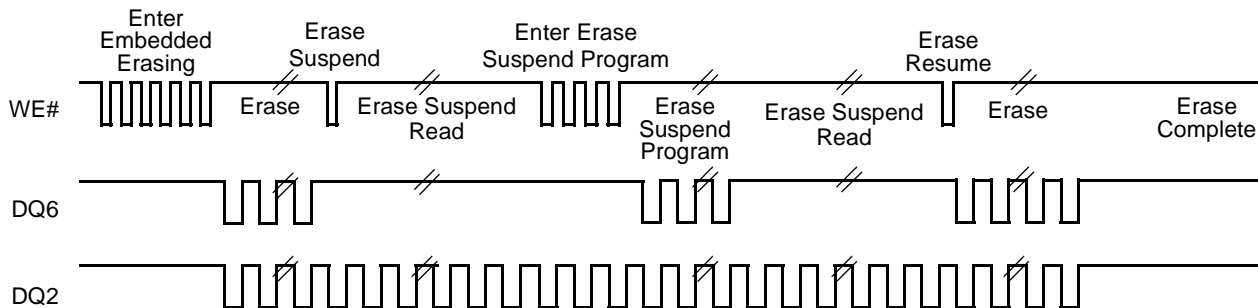 Enter
Embedded
Erasing
Erase
Suspend
Enter Erase
Suspend Program
Erase
Resume
WE#
Erase
Erase Suspend
Read
Erase
Suspend
Program
Erase Suspend
Read
Erase
Erase
Complete
DQ6
DQ2